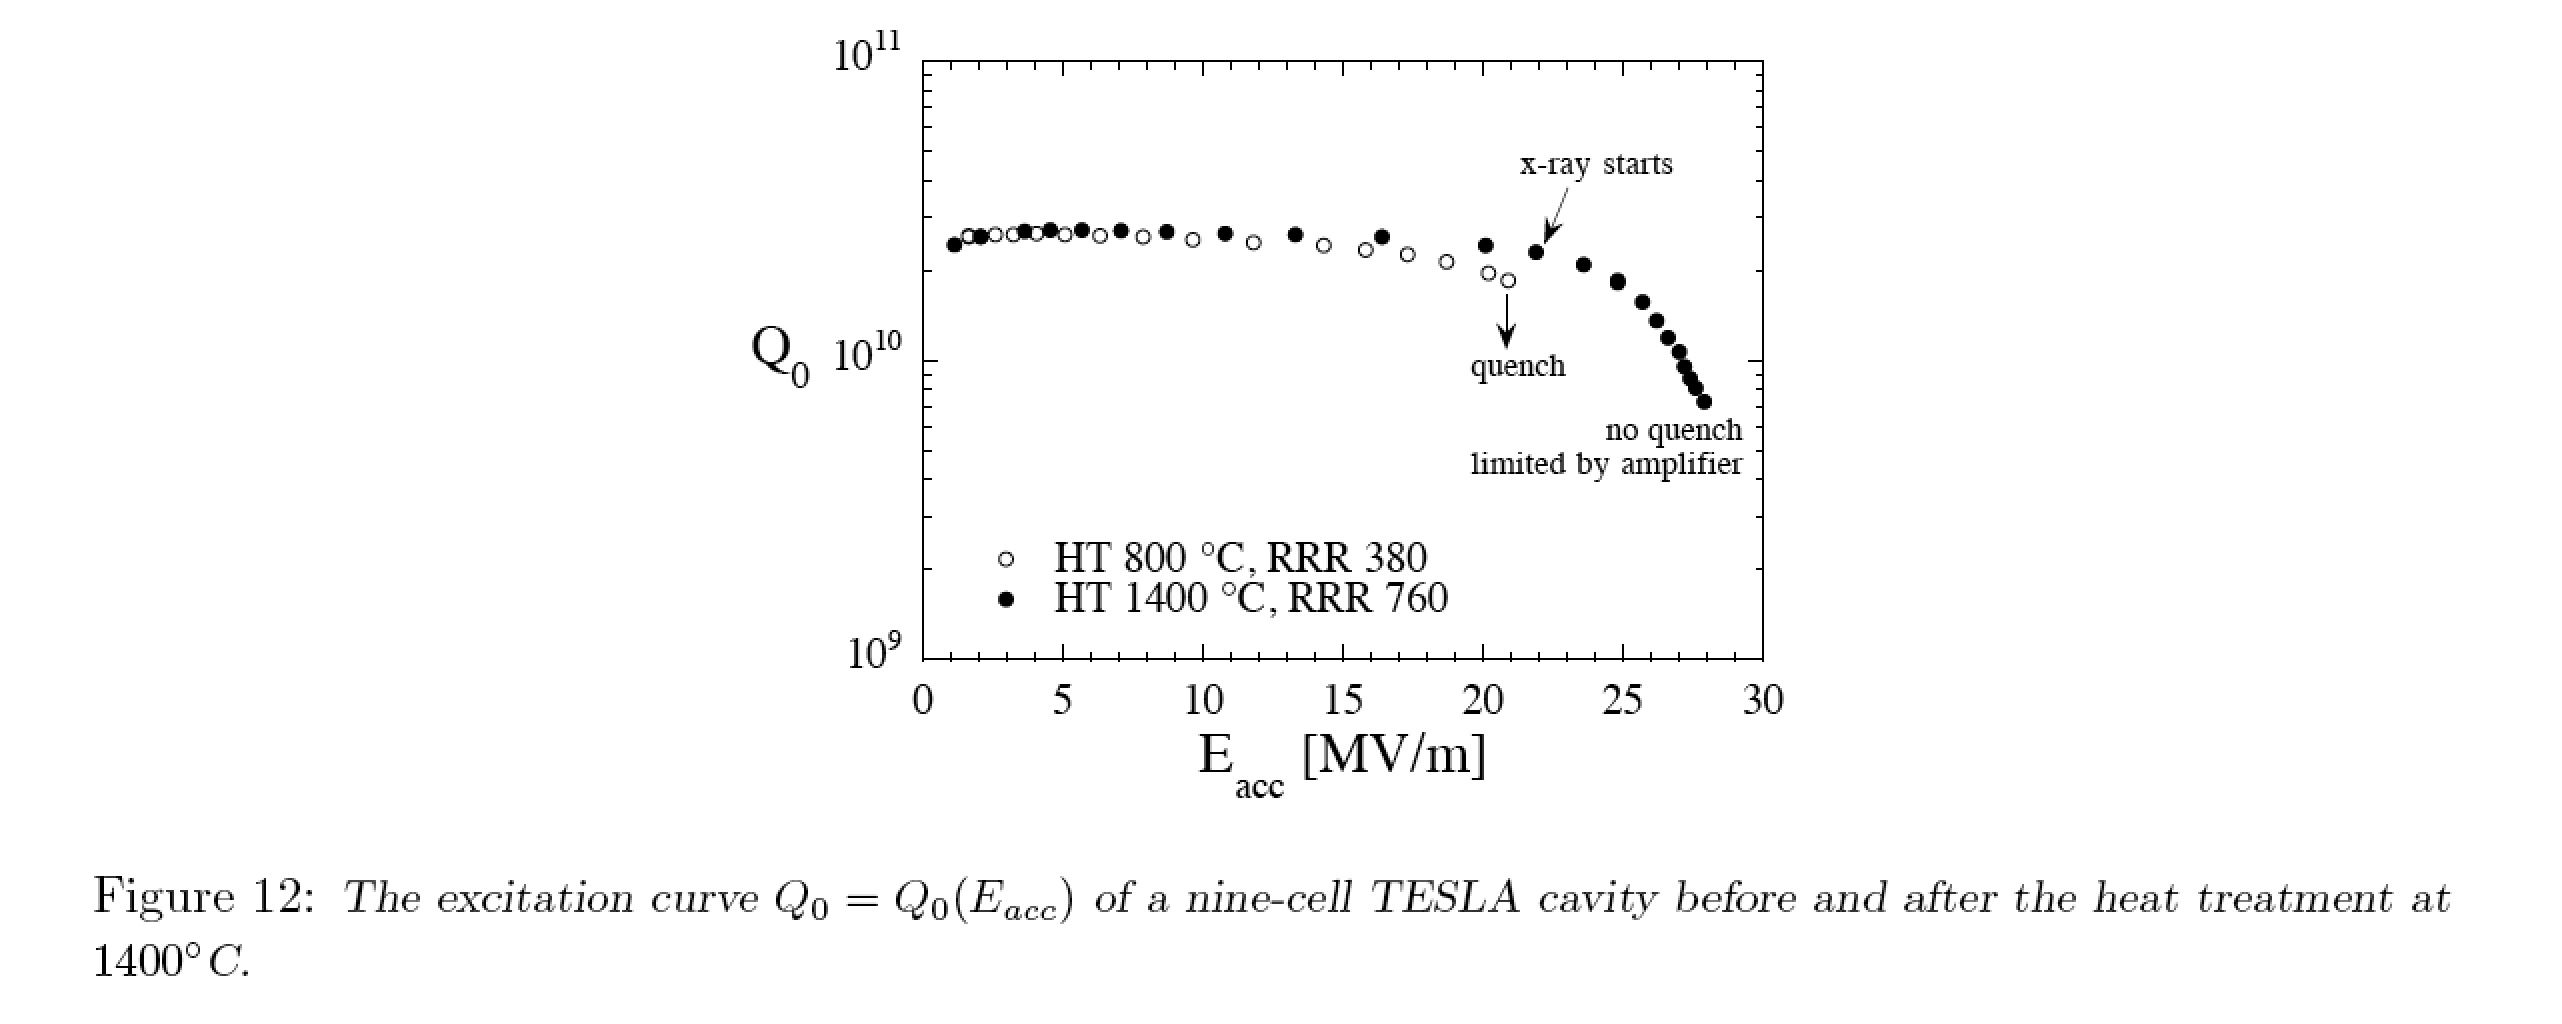 10¹¹
x-ray starts
Q₀ 10¹⁰
quench
no quench
limited by amplifier
HT 800 °C, RRR 380
HT 1400 °C, RRR 760
10⁹
0 5 10 15 20 25 30
E_acc [MV/m]
Figure 12: The excitation curve Q₀ = Q₀(E_acc) of a nine-cell TESLA cavity before and after the heat treatment at
1400°C.